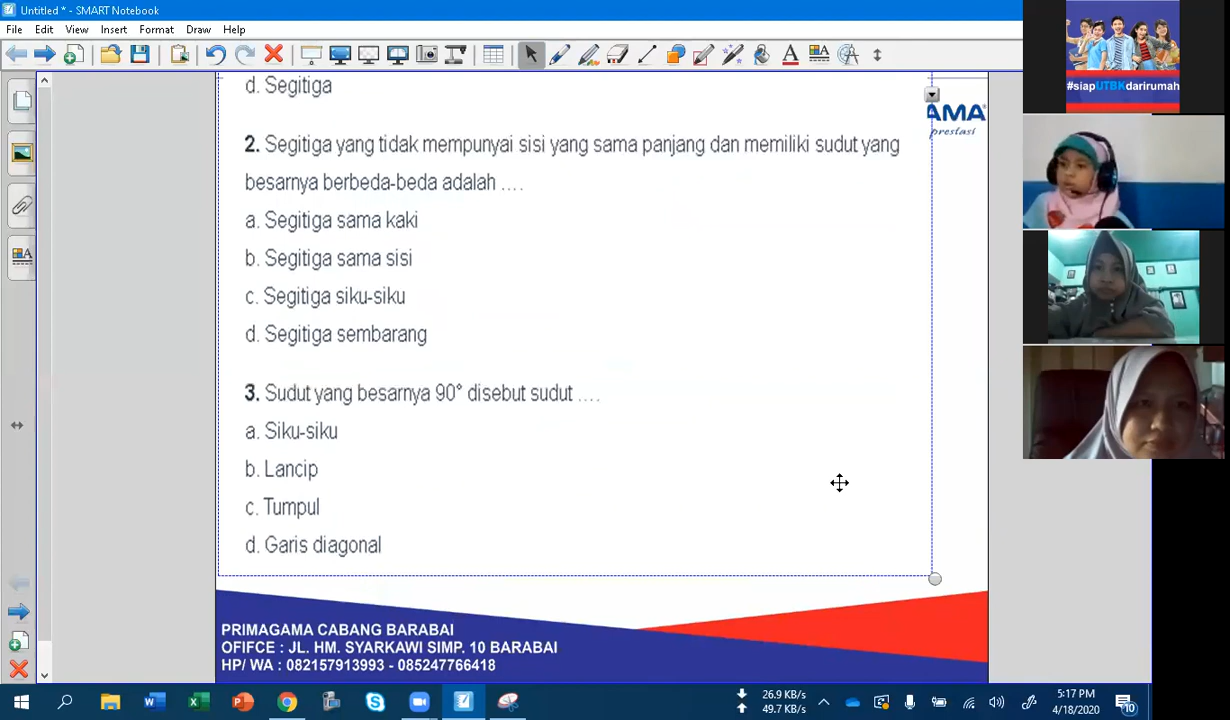 Untitled * - SMART Notebook
File Edit View Insert Format Draw Help
#siapUTBKdarirumah
d. Segitiga
AMA®
prestasi
2. Segitiga yang tidak mempunyai sisi yang sama panjang dan memiliki sudut yang
besarnya berbeda-beda adalah ....
a. Segitiga sama kaki
b. Segitiga sama sisi
c. Segitiga siku-siku
d. Segitiga sembarang
3. Sudut yang besarnya 90° disebut sudut ....
a. Siku-siku
b. Lancip
c. Tumpul
d. Garis diagonal
PRIMAGAMA CABANG BARABAI
OFIFCE : JL. HM. SYARKAWI SIMP. 10 BARABAI
HP/ WA : 082157913993 - 085247766418
26.9 KB/s
49.7 KB/s
5:17 PM
4/18/2020
10